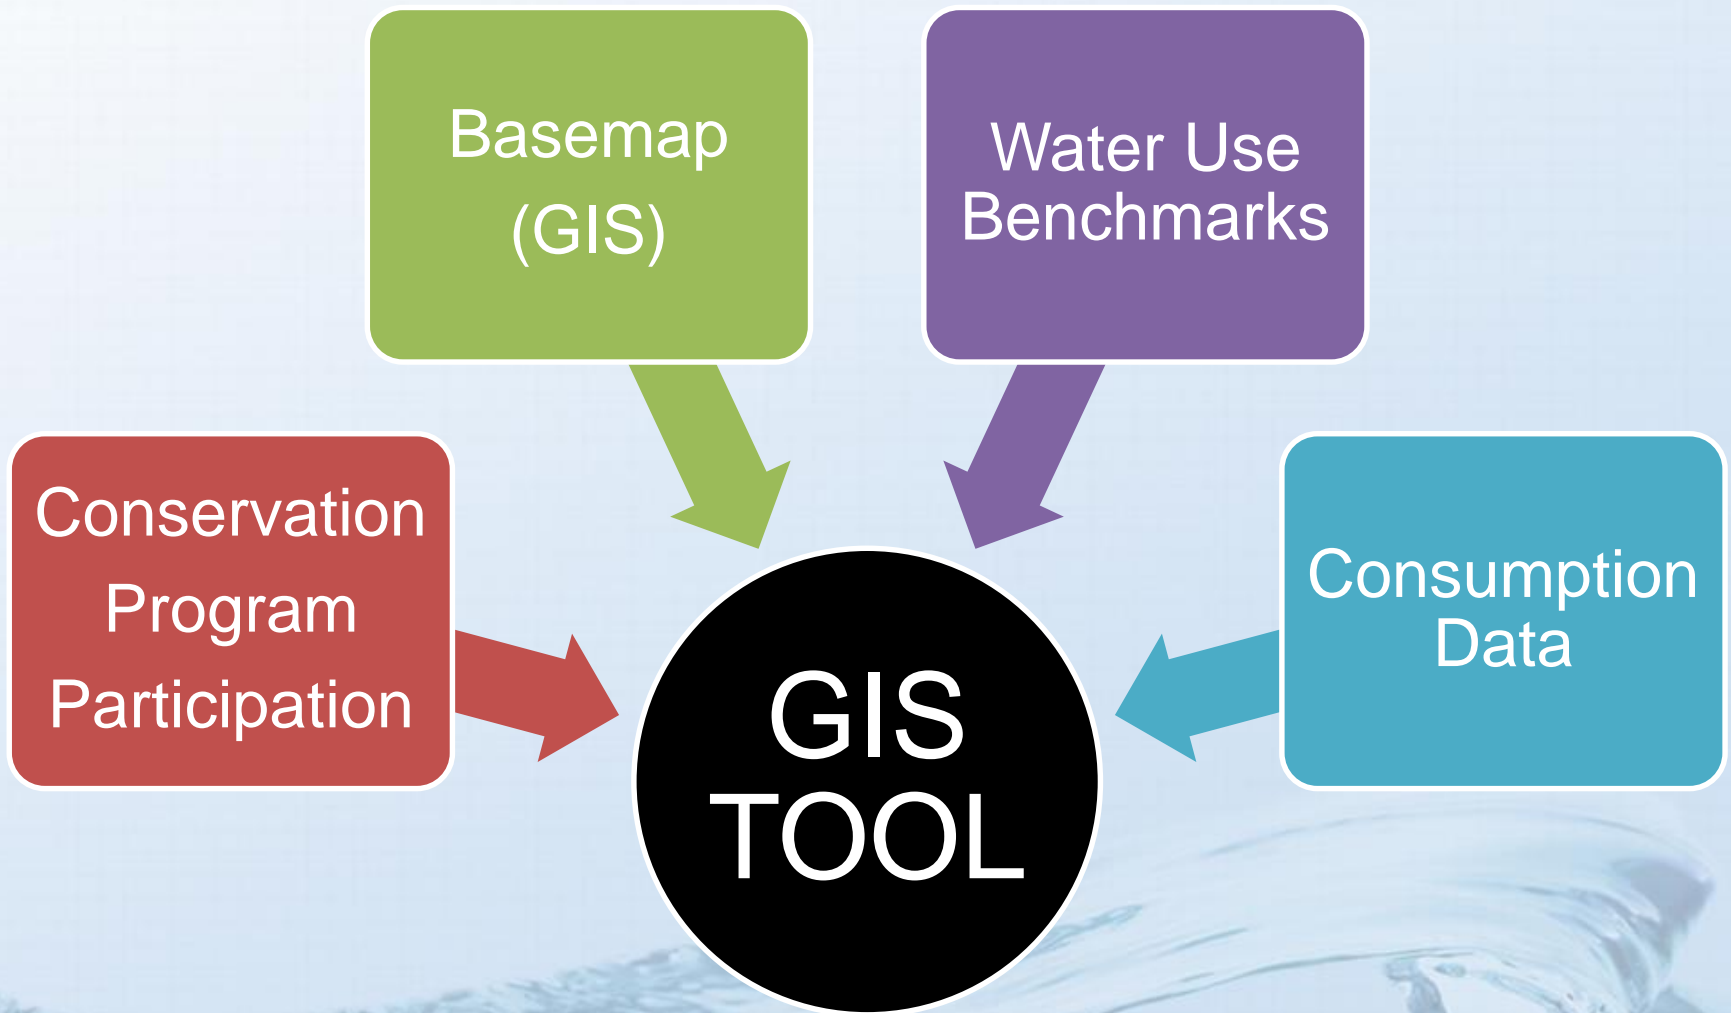 Basemap
(GIS)
Water Use
Benchmarks
Conservation
Program
Participation
Consumption
Data
GIS
TOOL